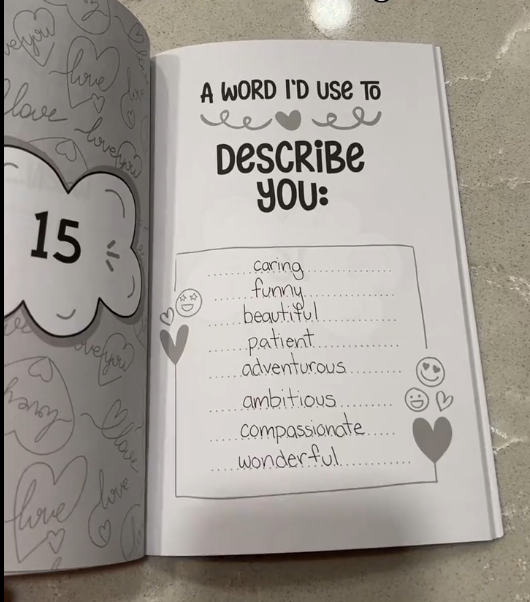 love you
love
love
love you
15
love you
love
love
love
A WORD I'D USE TO
DESCRIBE
YOU:
caring
funny
beautiful
patient
adventurous
ambitious
compassionate
wonderful